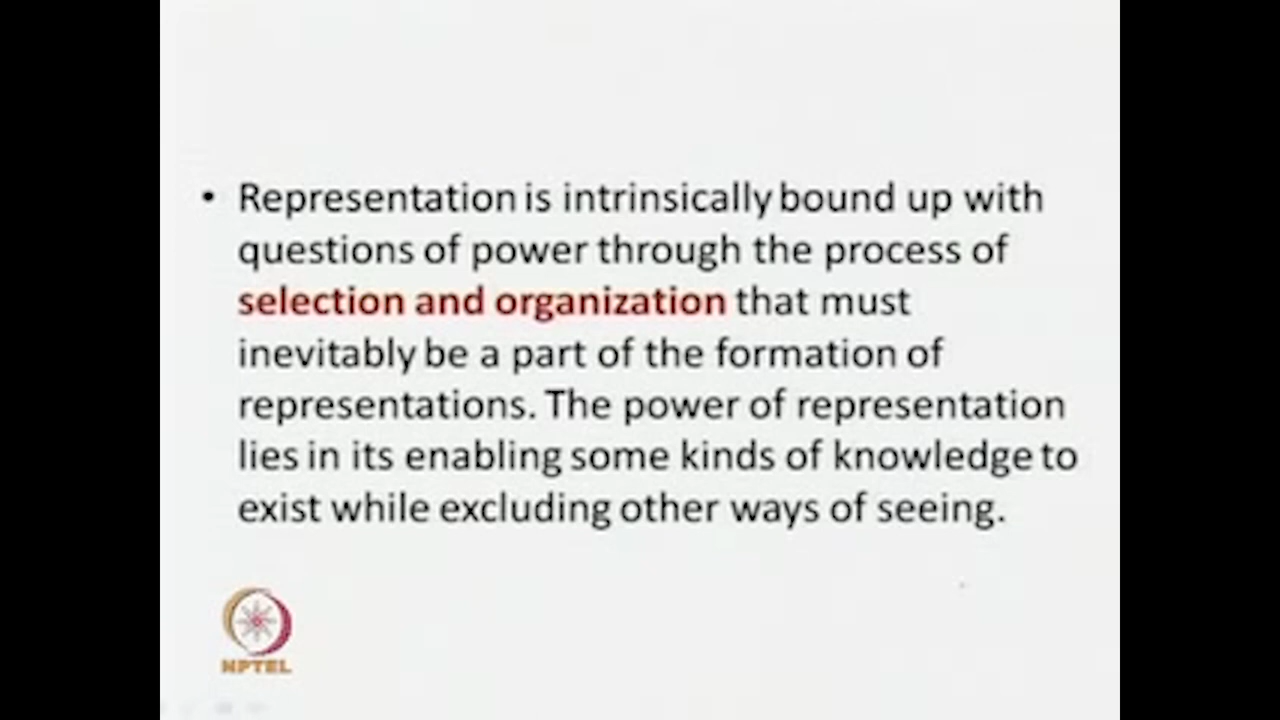 • Representation is intrinsically bound up with
questions of power through the process of
selection and organization that must
inevitably be a part of the formation of
representations. The power of representation
lies in its enabling some kinds of knowledge to
exist while excluding other ways of seeing.
NPTEL